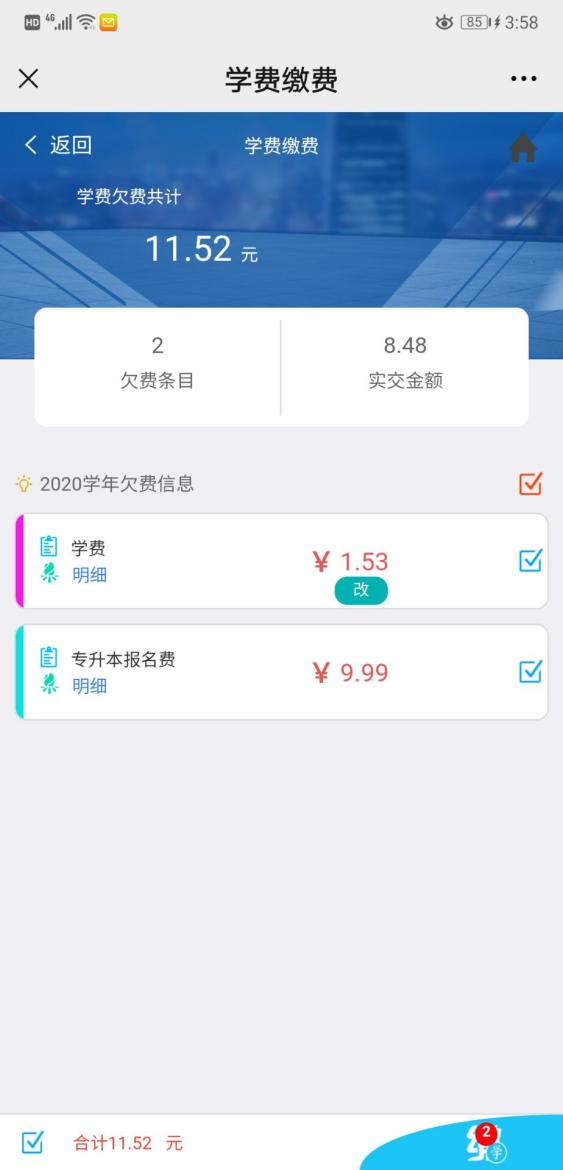 HD 4G 85 3:58
学费缴费
返回 学费缴费
学费欠费共计
11.52 元
2 8.48
欠费条目 实交金额
2020学年欠费信息
学费
明细
¥ 1.53
改
专升本报名费
明细
¥ 9.99
合计11.52 元
2
学